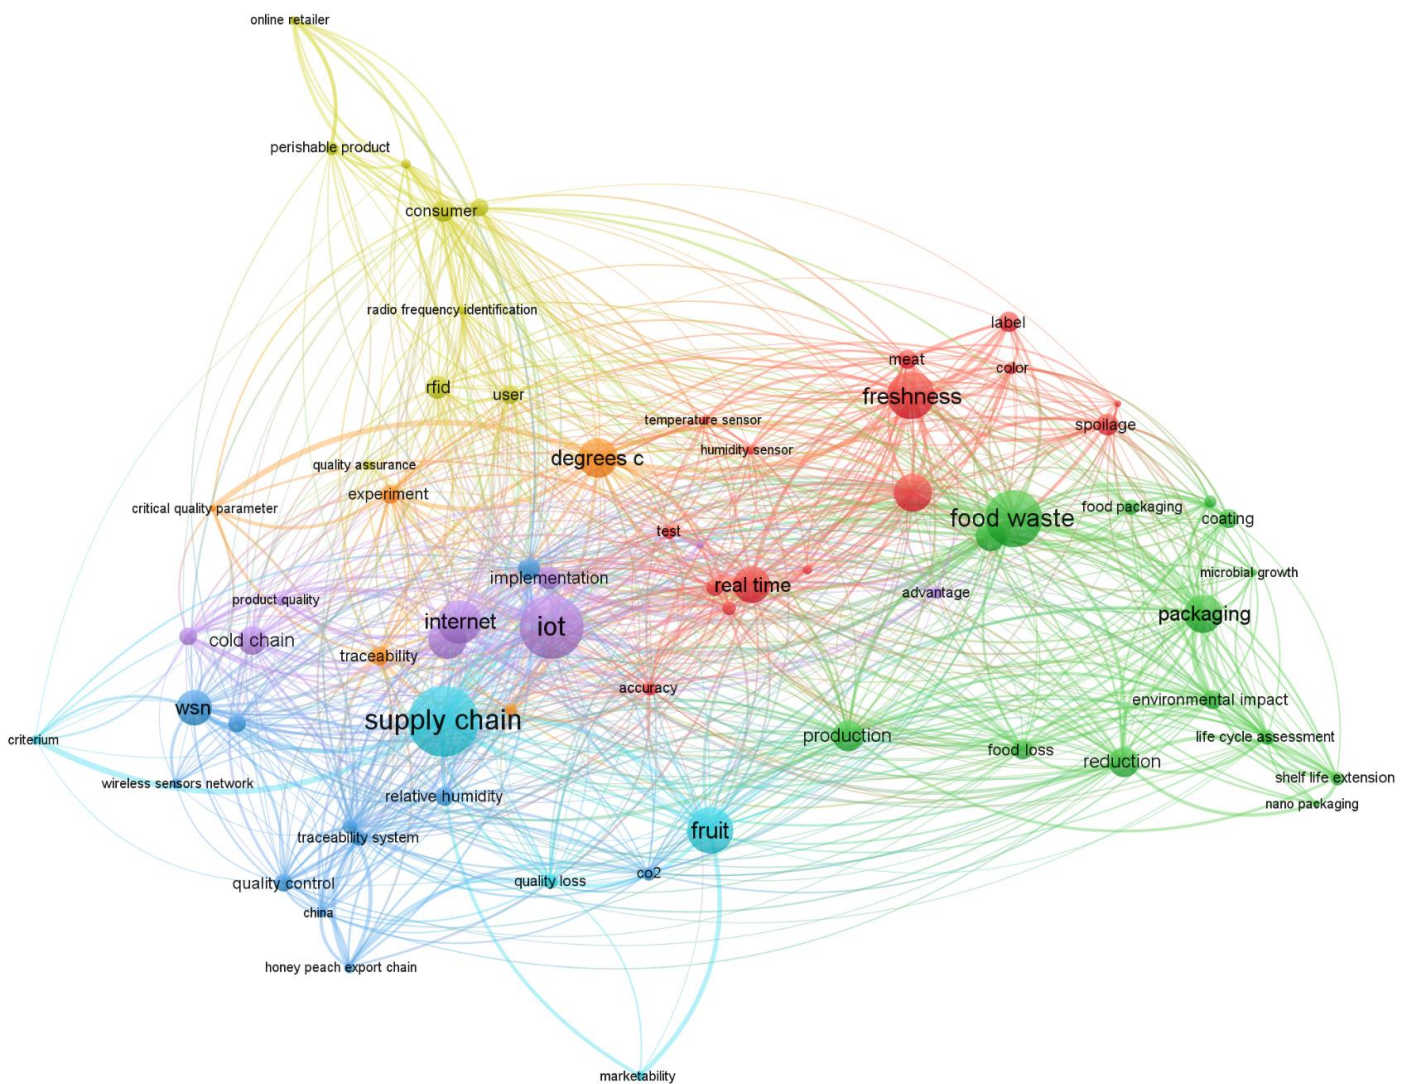 online retailer
perishable product
consumer
radio frequency identification
label
meat
color
rfid
user
freshness
temperature sensor
spoilage
humidity sensor
degrees c
quality assurance
experiment
critical quality parameter
food packaging
food waste
coating
test
implementation
microbial growth
real time
advantage
product quality
packaging
internet
iot
cold chain
traceability
accuracy
environmental impact
wsn
supply chain
criterium
production
life cycle assessment
food loss
reduction
shelf life extension
wireless sensors network
relative humidity
nano packaging
fruit
traceability system
co2
quality control
quality loss
china
honey peach export chain
marketability